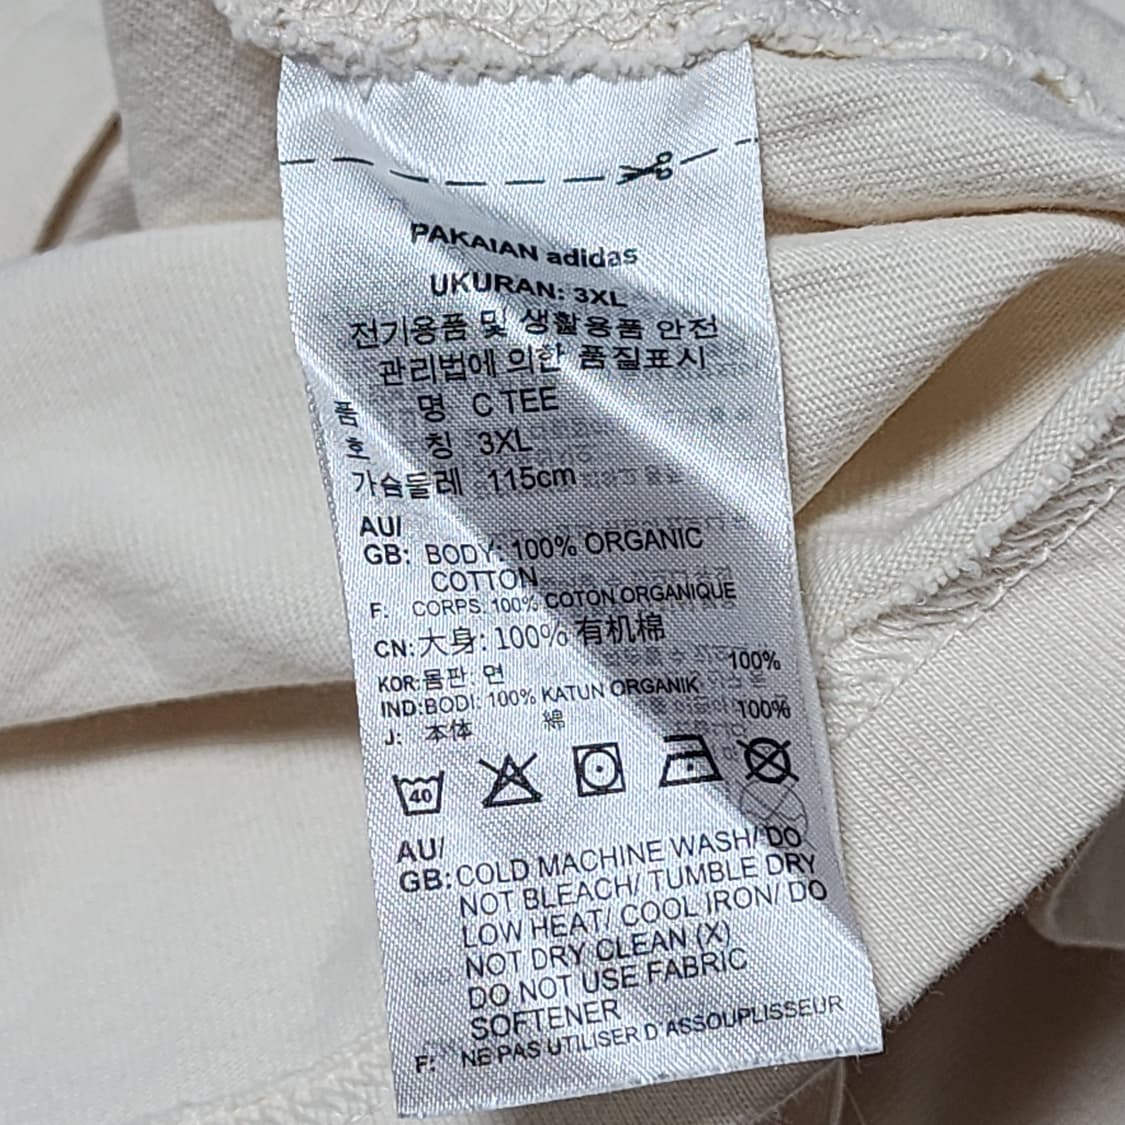 PAKAIAN adidas
UKURAN: 3XL
전기용품 및 생활용품 안전
관리법에 의한 품질표시
품 명 C TEE
호 칭 3XL
가슴둘레 115cm
AU/
GB: BODY: 100% ORGANIC
COTTON
F: CORPS: 100% COTON ORGANIQUE
CN: 大身: 100% 有机棉
KOR: 몸판 면 100%
IND: BODI: 100% KATUN ORGANIK
J: 本体 綿 100%
40
AU/
GB: COLD MACHINE WASH/ DO
NOT BLEACH/ TUMBLE DRY
LOW HEAT/ COOL IRON/ DO
NOT DRY CLEAN (X)
DO NOT USE FABRIC
SOFTENER
F: NE PAS UTILISER D'ASSOUPLISSEUR